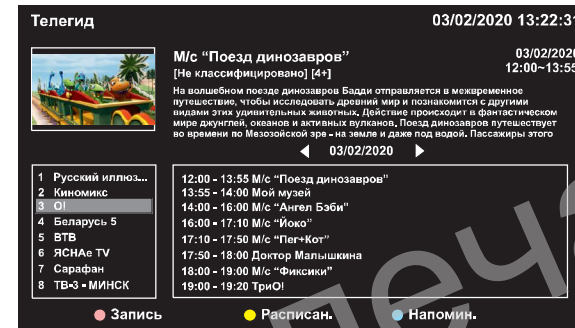 Телегид
03/02/2020 13:22:31
М/с “Поезд динозавров”
03/02/2020
[Не классифицировано] [4+]
12:00~13:55
На волшебном поезде динозавров Бадди отправляется в межвременное
путешествие, чтобы исследовать древний мир и познакомится с другими
видами этих удивительных животных. Действие происходит в фантастическом
мире джунглей, океанов и активных вулканов. Поезд динозавров путешествует
во времени по Мезозойской эре - на земле и даже под водой. Пассажиры этого
03/02/2020
1 Русский иллюз...
2 Киномикс
3 О!
4 Беларусь 5
5 ВТВ
6 ЯСНАе TV
7 Сарафан
8 ТВ-3 - МИНСК
12:00 - 13:55 М/с “Поезд динозавров”
13:55 - 14:00 Мой музей
14:00 - 16:00 М/с “Ангел Бэби”
16:00 - 17:10 М/с “Йоко”
17:10 - 17:50 М/с “Пег+Кот”
17:50 - 18:00 Доктор Малышкина
18:00 - 19:00 М/с “Фиксики”
19:00 - 19:20 ТриО!
Запись
Расписан.
Напомин.